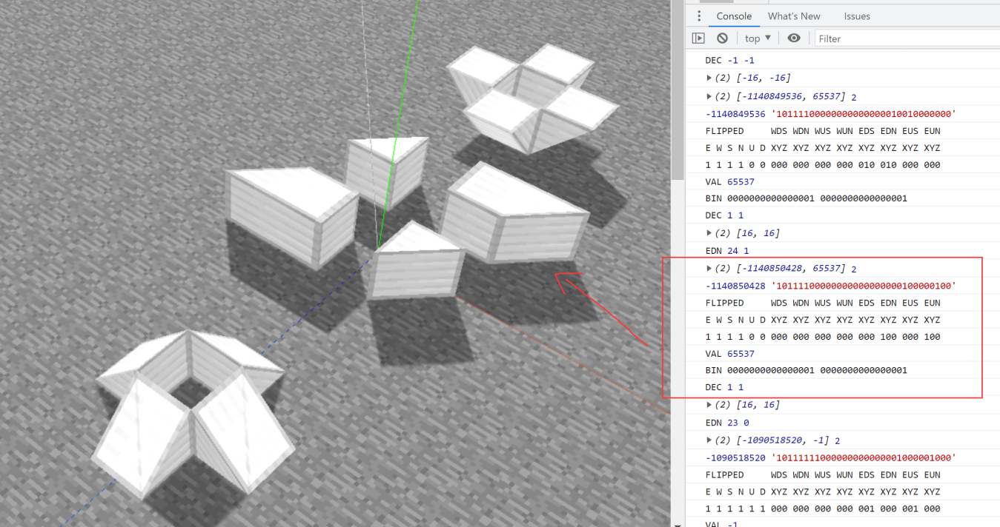 Console What's New Issues
top Filter
DEC -1 -1
(2) [-16, -16]
(2) [-1140849536, 65537] 2
-1140849536 '10111100000000000000010010000000'
FLIPPED WDS WDN WUS WUN EDS EDN EUS EUN
E W S N U D XYZ XYZ XYZ XYZ XYZ XYZ XYZ XYZ
1 1 1 1 0 0 000 000 000 000 010 010 000 000
VAL 65537
BIN 0000000000000001 0000000000000001
DEC 1 1
(2) [16, 16]
EDN 24 1
(2) [-1140850428, 65537] 2
-1140850428 '10111100000000000000000100000100'
FLIPPED WDS WDN WUS WUN EDS EDN EUS EUN
E W S N U D XYZ XYZ XYZ XYZ XYZ XYZ XYZ XYZ
1 1 1 1 0 0 000 000 000 000 000 100 000 100
VAL 65537
BIN 0000000000000001 0000000000000001
DEC 1 1
(2) [16, 16]
EDN 23 0
(2) [-1090518520, -1] 2
-1090518520 '10111111000000000000001000001000'
FLIPPED WDS WDN WUS WUN EDS EDN EUS EUN
E W S N U D XYZ XYZ XYZ XYZ XYZ XYZ XYZ XYZ
1 1 1 1 1 1 000 000 000 000 001 000 001 000
VAL -1